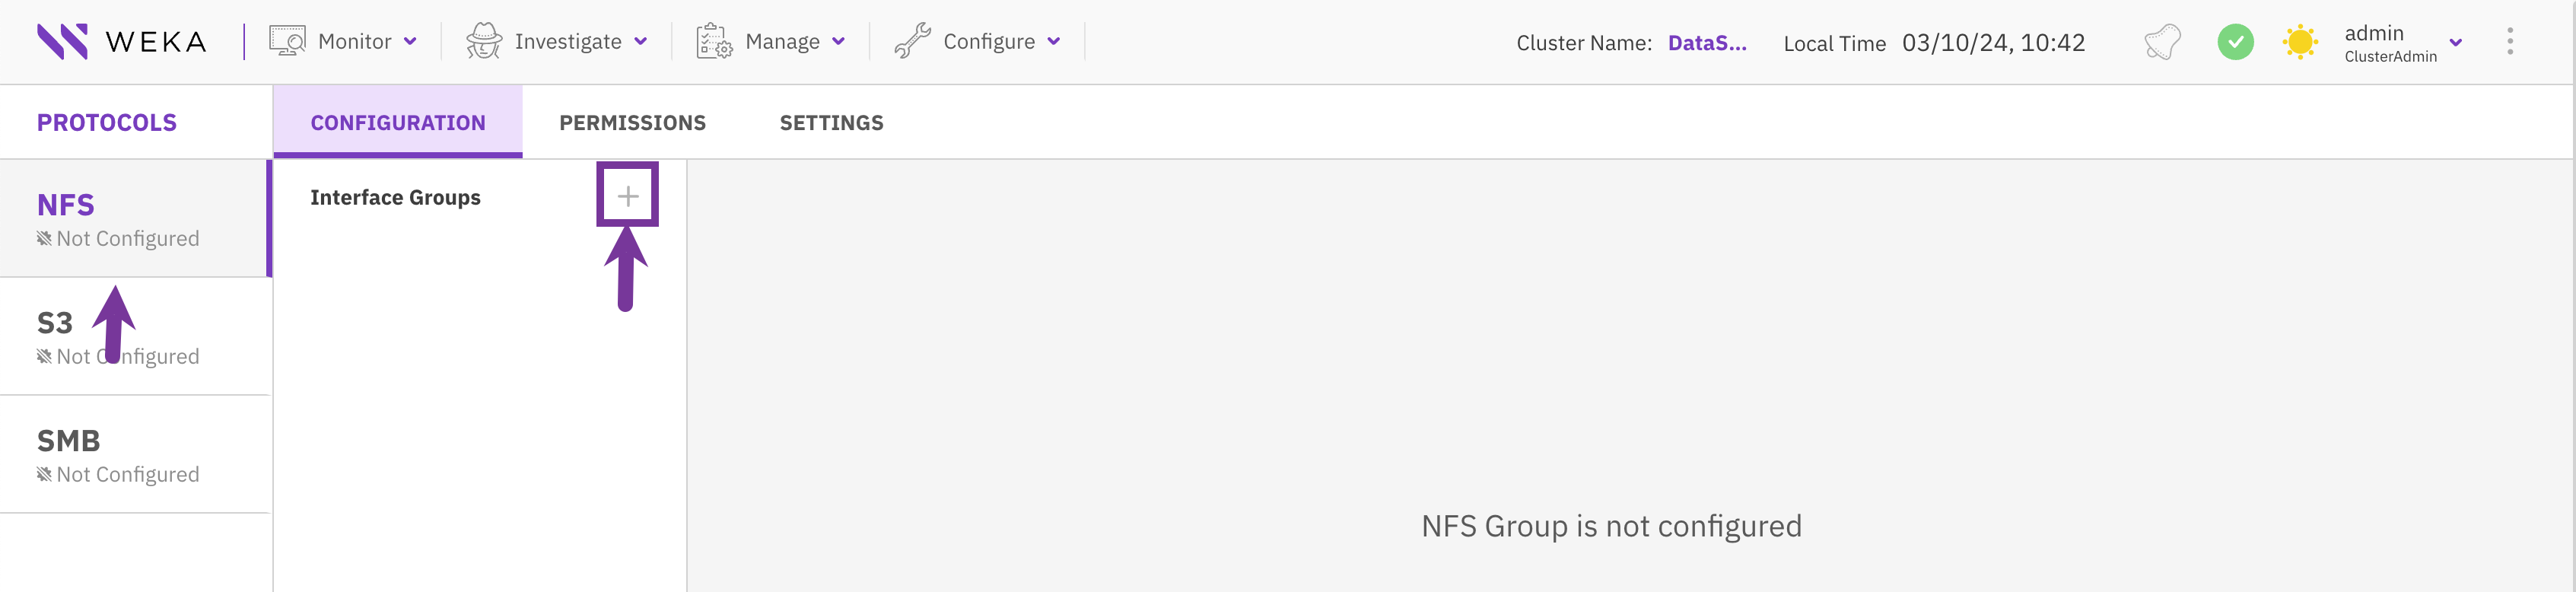 WEKA Monitor Investigate Manage Configure Cluster Name: DataS... Local Time 03/10/24, 10:42 admin
ClusterAdmin
PROTOCOLS CONFIGURATION PERMISSIONS SETTINGS
Interface Groups
NFS
Not Configured
S3
Not Configured
SMB
Not Configured
NFS Group is not configured